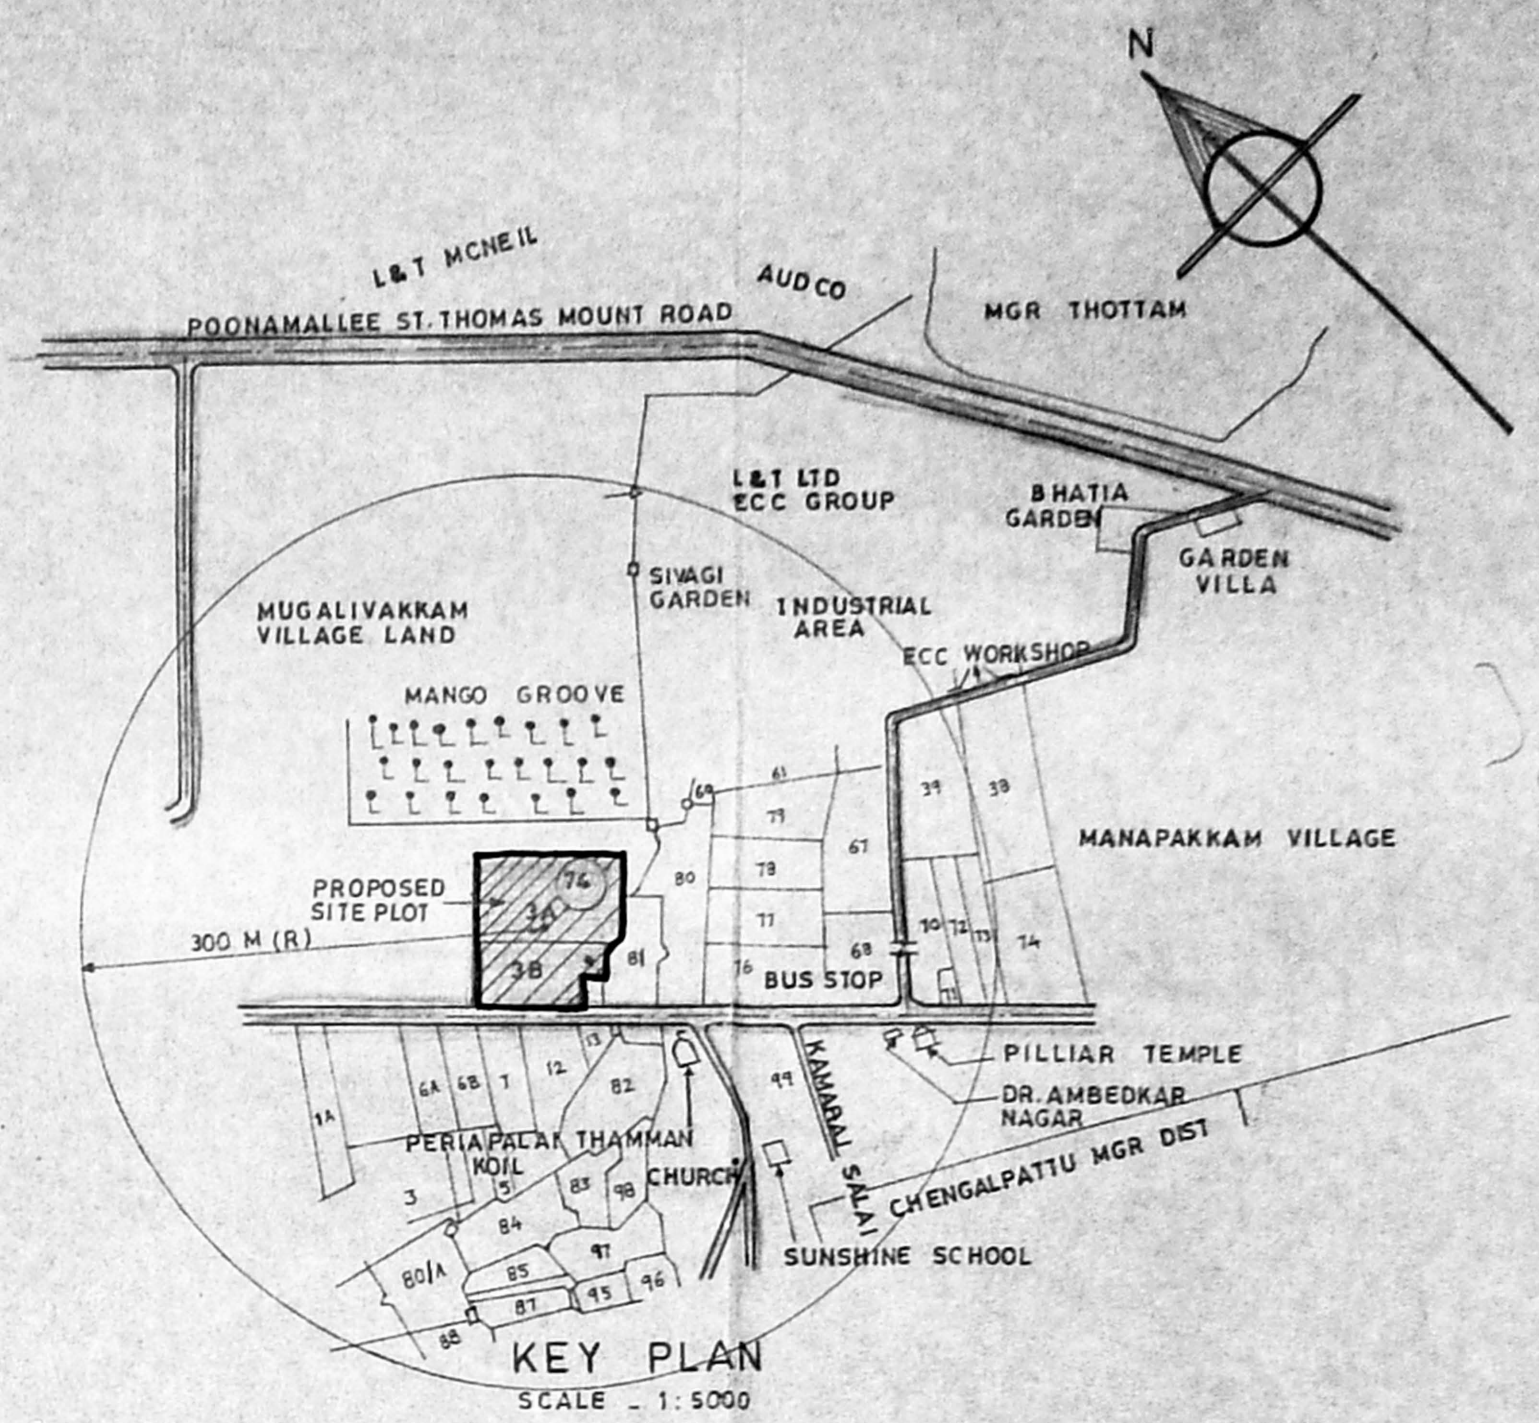 N
L&T MCNEIL
AUDCO
POONAMALLEE ST. THOMAS MOUNT ROAD
MGR THOTTAM
L&T LTD
ECC GROUP
BHATIA
GARDEN
GARDEN
VILLA
SIVAGI
GARDEN
INDUSTRIAL
AREA
MUGALIVAKKAM
VILLAGE LAND
ECC WORKSHOP
MANGO GROOVE
69
61
79
39
38
67
MANAPAKKAM VILLAGE
78
80
PROPOSED
SITE PLOT
74
3A
77
70
72
73
74
300 M (R)
3B
81
76
68
BUS STOP
71
13
12
6A
6B
7
82
99
1A
KAMARAJ SALAI
PILLIAR TEMPLE
DR. AMBEDKAR
NAGAR
PERIAPALAI THAMMAN
KOIL
CHURCH
CHENGALPATTU MGR DIST
3
5
83
98
84
97
SUNSHINE SCHOOL
80/A
85
96
95
87
88
KEY PLAN
SCALE - 1:5000